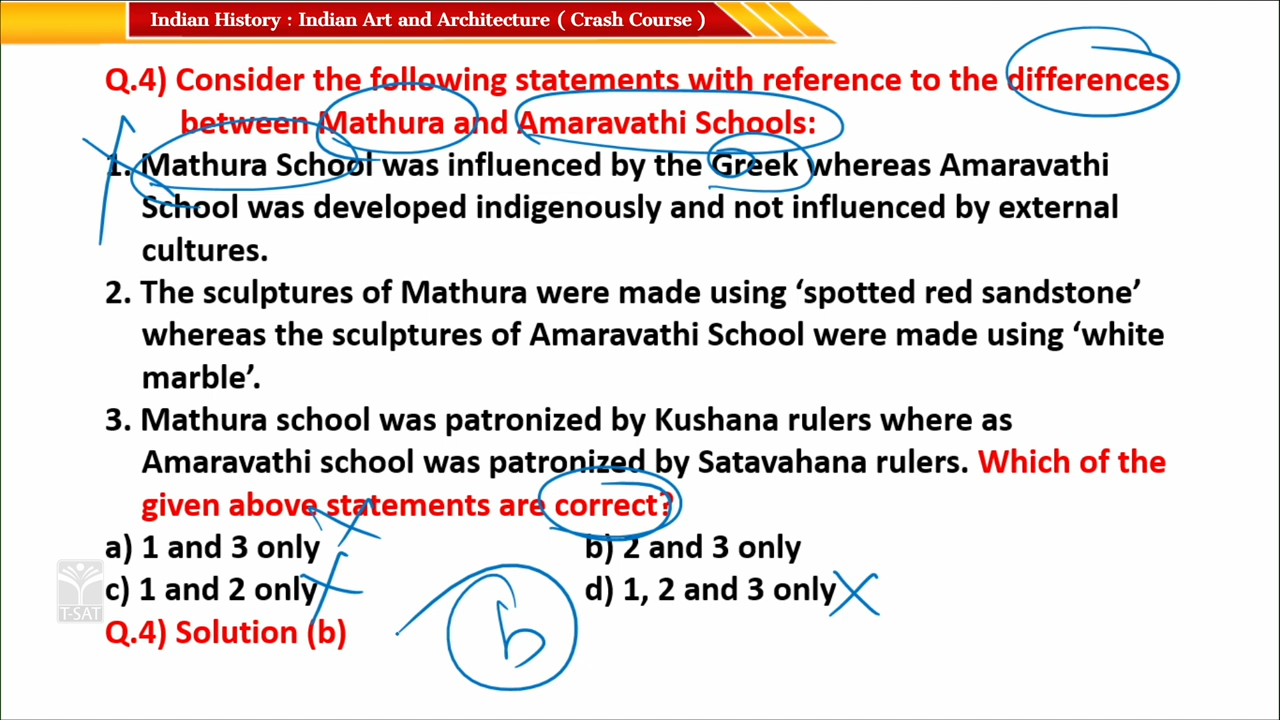 Indian History : Indian Art and Architecture ( Crash Course )
Q.4) Consider the following statements with reference to the differences
between Mathura and Amaravathi Schools:
1. Mathura School was influenced by the Greek whereas Amaravathi
School was developed indigenously and not influenced by external
cultures.
2. The sculptures of Mathura were made using ‘spotted red sandstone’
whereas the sculptures of Amaravathi School were made using ‘white
marble’.
3. Mathura school was patronized by Kushana rulers where as
Amaravathi school was patronized by Satavahana rulers. Which of the
given above statements are correct?
a) 1 and 3 only b) 2 and 3 only
c) 1 and 2 only d) 1, 2 and 3 only
T-SAT
Q.4) Solution (b)
b